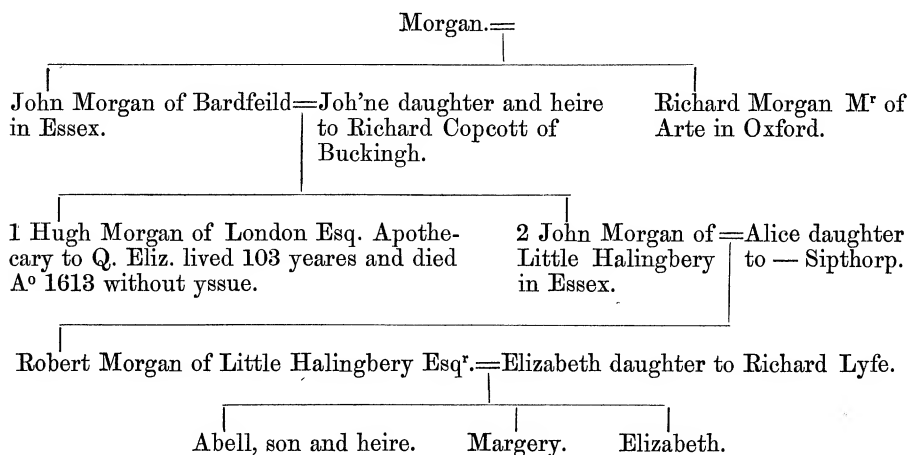 Morgan.=
John Morgan of Bardfeild=Joh'ne daughter and heire
in Essex.
to Richard Copcott of
Buckingh.
Richard Morgan Mʳ of
Arte in Oxford.
1 Hugh Morgan of London Esq. Apothe-
cary to Q. Eliz. lived 103 yeares and died
Aᵒ 1613 without yssue.
2 John Morgan of=Alice daughter
Little Halingbery
in Essex.
to — Sipthorp.
Robert Morgan of Little Halingbery Esqʳ.=Elizabeth daughter to Richard Lyfe.
Abell, son and heire. Margery. Elizabeth.